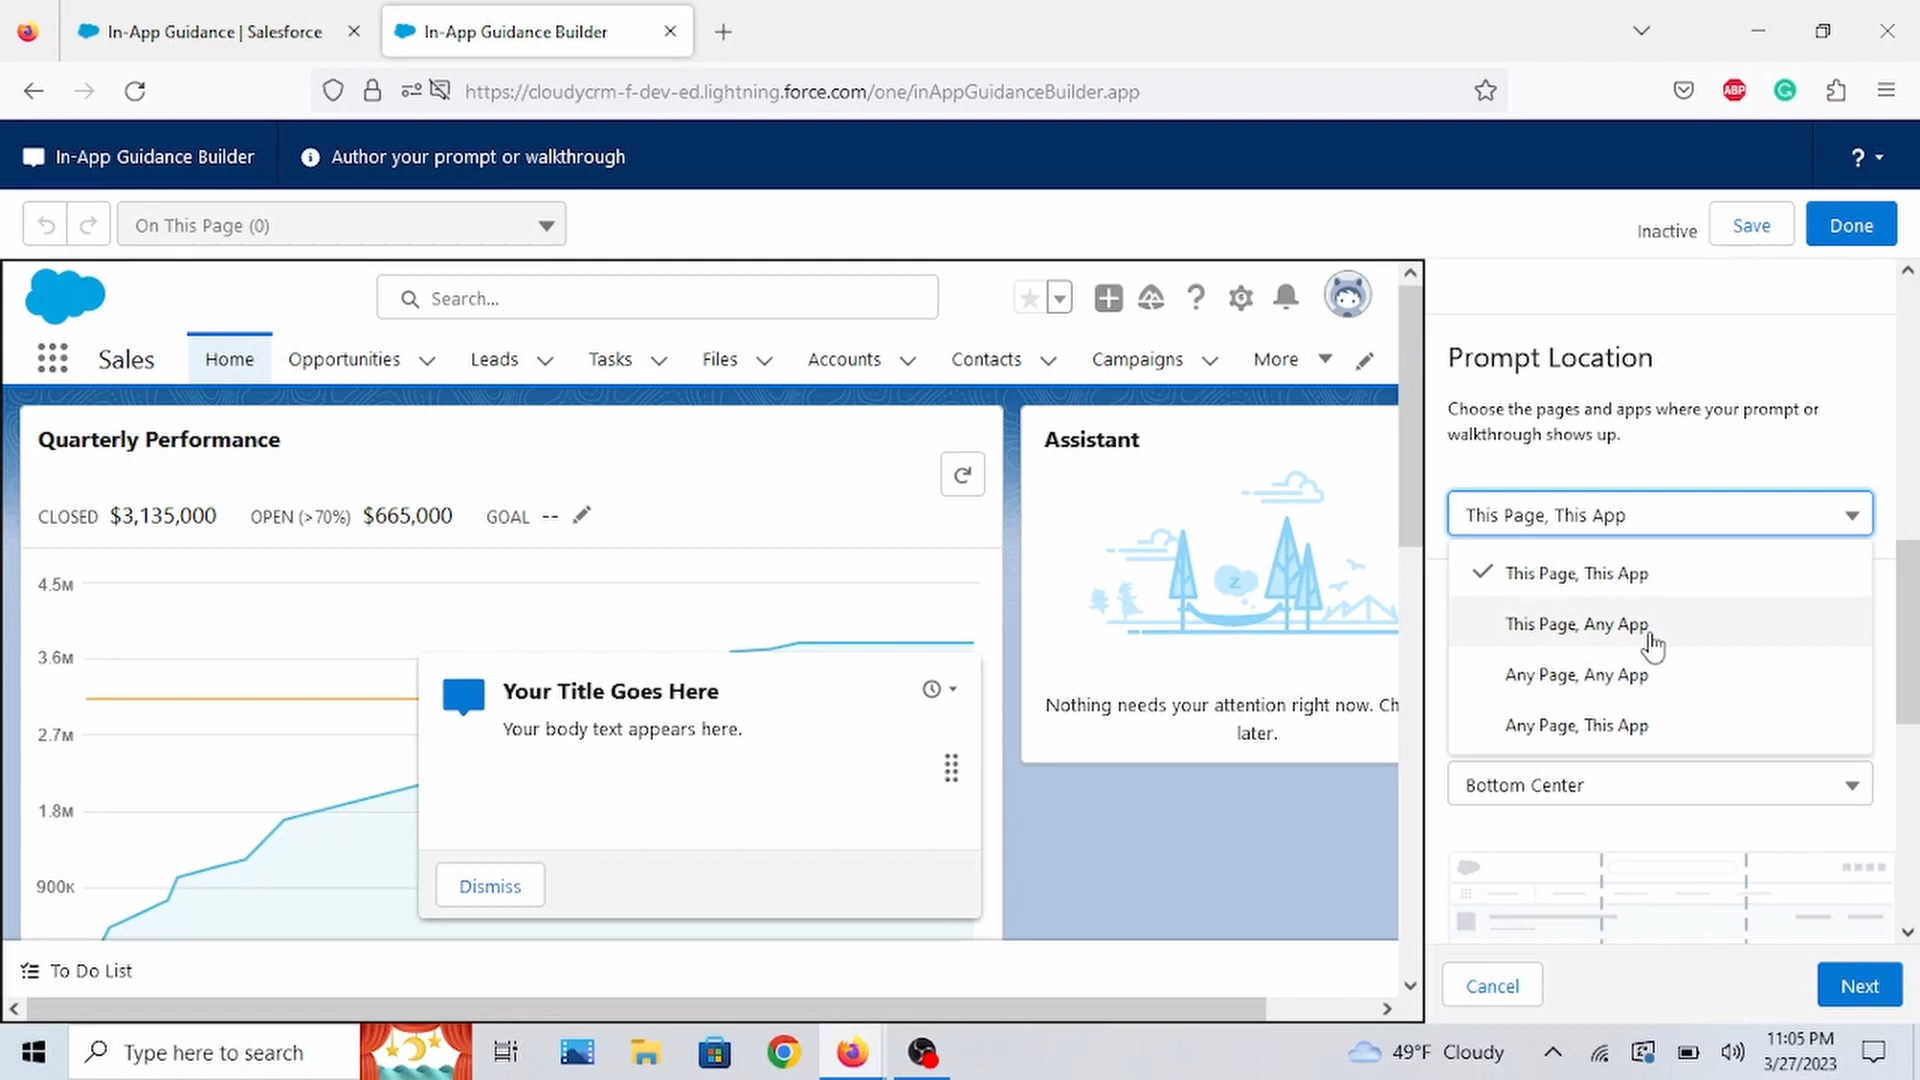 In-App Guidance | Salesforce
In-App Guidance Builder
https://cloudycrm-f-dev-ed.lightning.force.com/one/inAppGuidanceBuilder.app
ABP
In-App Guidance Builder
Author your prompt or walkthrough
?
On This Page (0)
Inactive
Save
Done
Search...
Sales
Home
Opportunities
Leads
Tasks
Files
Accounts
Contacts
Campaigns
More
Prompt Location
Choose the pages and apps where your prompt or
walkthrough shows up.
This Page, This App
This Page, This App
This Page, Any App
Any Page, Any App
Any Page, This App
Bottom Center
Quarterly Performance
CLOSED $3,135,000 OPEN (>70%) $665,000 GOAL --
4.5M
3.6M
2.7M
1.8M
900K
Assistant
z
Nothing needs your attention right now. Ch
later.
Your Title Goes Here
Your body text appears here.
Dismiss
To Do List
Cancel
Next
Type here to search
49°F Cloudy
11:05 PM
3/27/2023